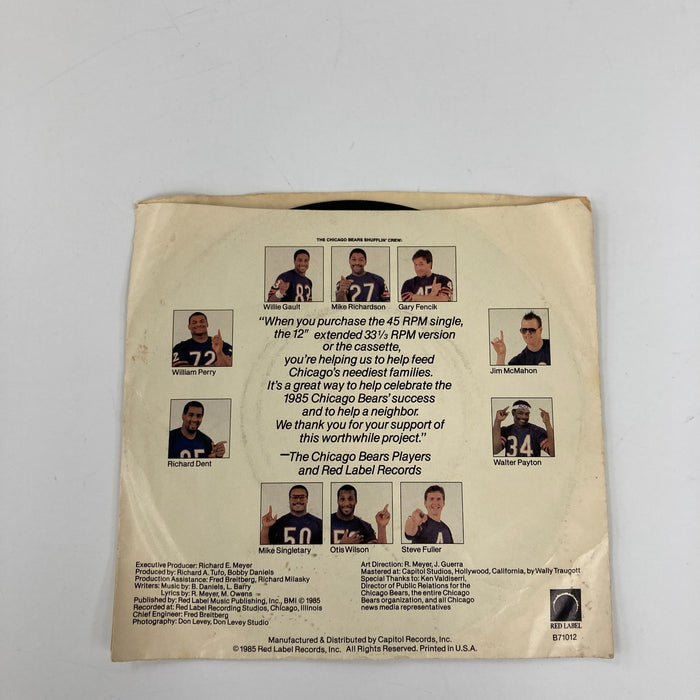 THE CHICAGO BEARS SHUFFLIN' CREW:
83
27
Willie Gault
Mike Richardson
Gary Fencik
72
William Perry
Jim McMahon
"When you purchase the 45 RPM single,
the 12" extended 33⅓ RPM version
or the cassette,
you're helping us to help feed
Chicago's neediest families.
It's a great way to help celebrate the
1985 Chicago Bears' success
and to help a neighbor.
We thank you for your support of
this worthwhile project."
—The Chicago Bears Players
and Red Label Records
Richard Dent
34
Walter Payton
50
Mike Singletary
Otis Wilson
4
Steve Fuller
Executive Producer: Richard E. Meyer
Produced by: Richard A. Tufo, Bobby Daniels
Production Assistance: Fred Breitberg, Richard Milasky
Writers: Music by: B. Daniels, L. Barry
Lyrics by: R. Meyer, M. Owens
Published by: Red Label Music Publishing, Inc., BMI © 1985
Recorded at: Red Label Recording Studios, Chicago, Illinois
Chief Engineer: Fred Breitberg
Photography: Don Levey, Don Levey Studio
Art Direction: R. Meyer, J. Guerra
Mastered at: Capitol Studios, Hollywood, California, by Wally Traugott
Special Thanks to: Ken Valdiserri,
Director of Public Relations for the
Chicago Bears, the entire Chicago
Bears organization, and all Chicago
news media representatives
RED LABEL
B71012
Manufactured & Distributed by Capitol Records, Inc.
© 1985 Red Label Records, Inc. All Rights Reserved. Printed in U.S.A.